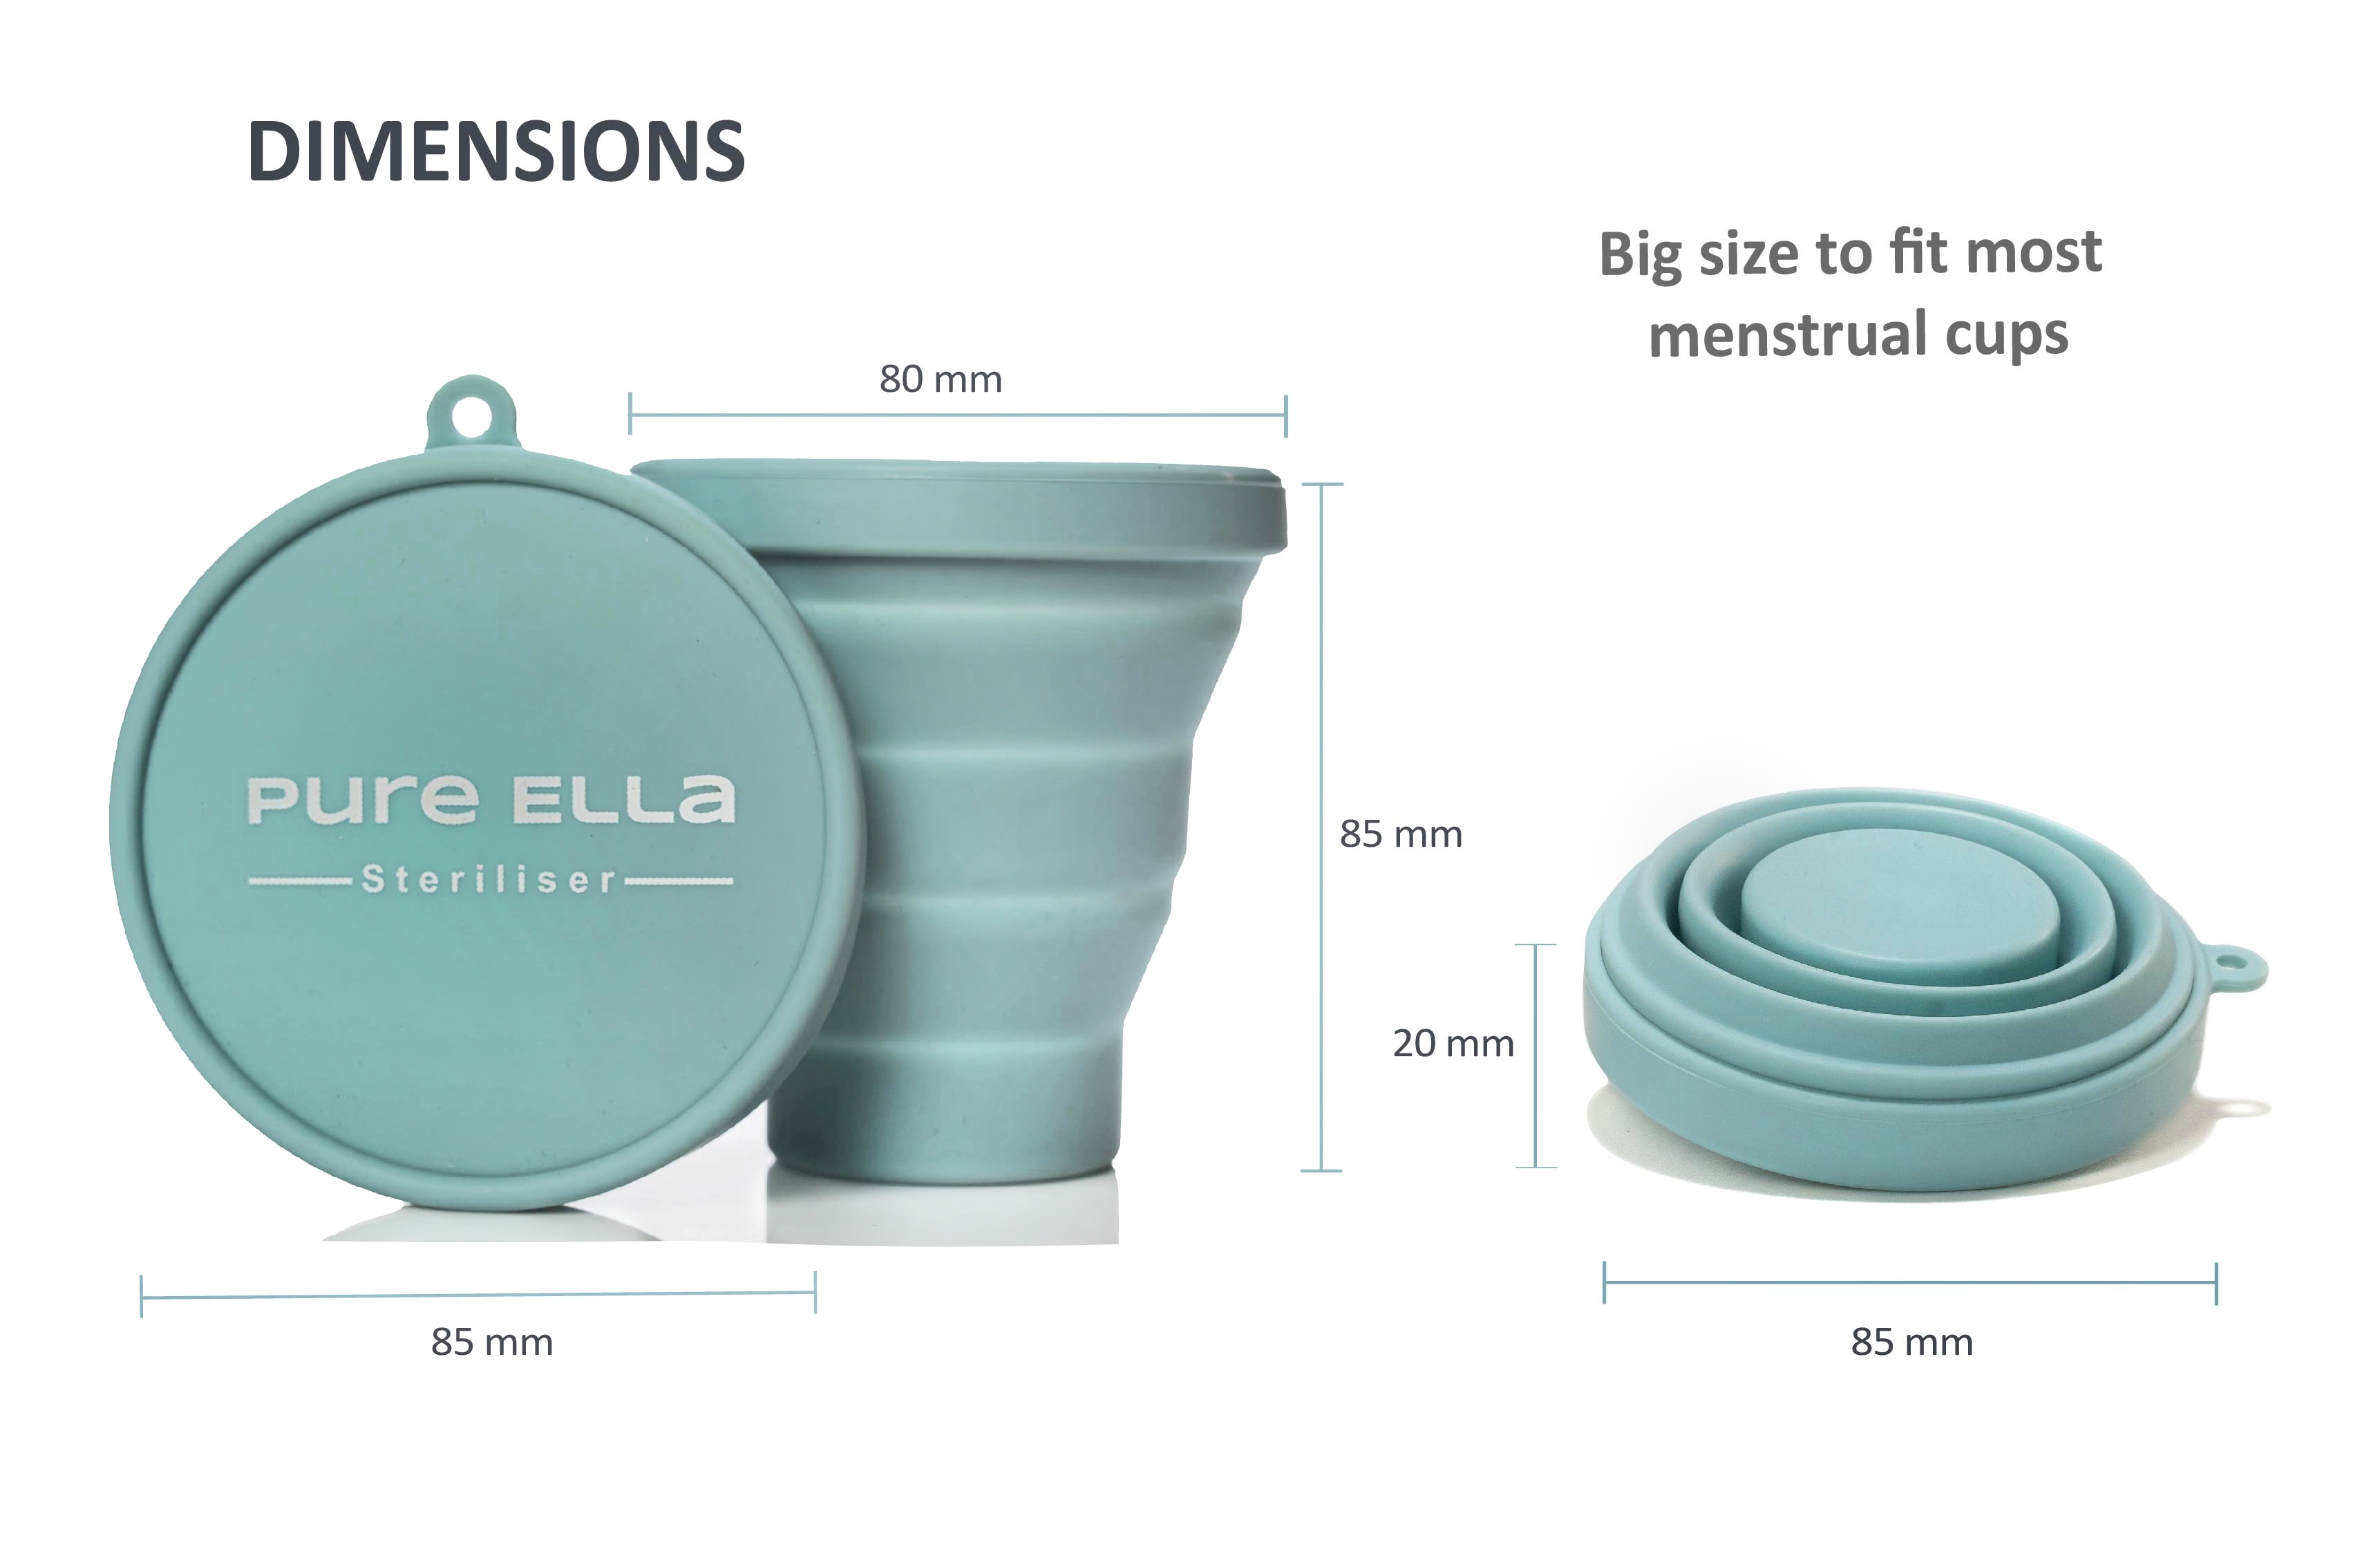 DIMENSIONS
Big size to fit most
menstrual cups
80 mm
PURE ELLA
Steriliser
85 mm
20 mm
85 mm
85 mm